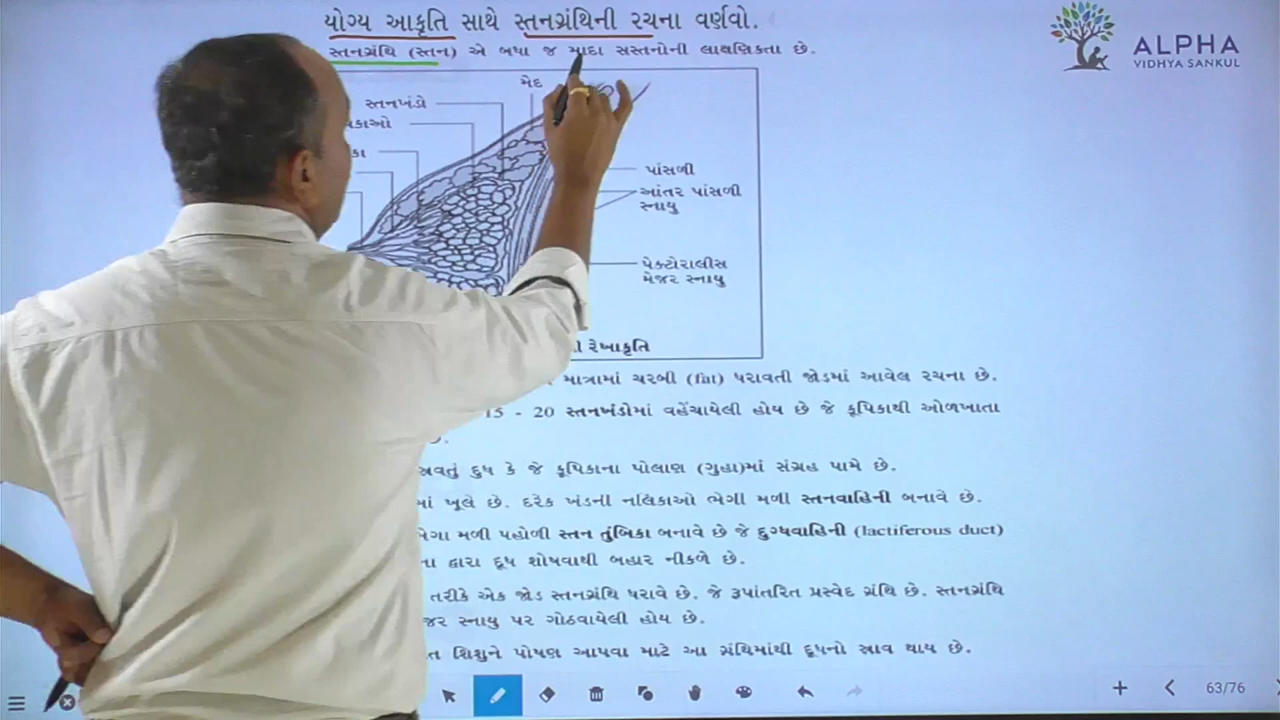 યોગ્ય આકૃતિ સાથે સ્તનગ્રંથિની રચના વર્ણવો.
સ્તનગ્રંથિ (સ્તન) એ બધા જ માદા સસ્તનોની લાક્ષણિકતા છે.
ALPHA
VIDHYA SANKUL
મેદ
સ્તનખંડો
પાંસળી
આંતર પાંસળી
સ્નાયુ
પેક્ટોરાલીસ
મેજર સ્નાયુ
રેખાકૃતિ
માત્રામાં ચરબી (fat) ધરાવતી જોડમાં આવેલ રચના છે.
15 - 20 સ્તનખંડોમાં વહેંચાયેલી હોય છે જે કૂપિકાથી ઓળખાતા
દુધ કે જે કૂપિકાના પોલાણ (ગુહા)માં સંગ્રહ પામે છે.
ખૂલે છે. દરેક ખંડની નલિકાઓ ભેગી મળી સ્તનવાહિની બનાવે છે.
મળી પહોળી સ્તન તુંબિકા બનાવે છે જે દુગ્ધવાહિની (lactiferous duct)
દ્વારા દૂધ શોષવાથી બહાર નીકળે છે.
તરીકે એક જોડ સ્તનગ્રંથિ ધરાવે છે. જે રૂપાંતરિત પ્રસ્વેદ ગ્રંથિ છે. સ્તનગ્રંથિ
સ્નાયુ પર ગોઠવાયેલી હોય છે.
શિશુને પોષણ આપવા માટે આ ગ્રંથિમાંથી દૂધનો સ્ત્રાવ થાય છે.
63/76